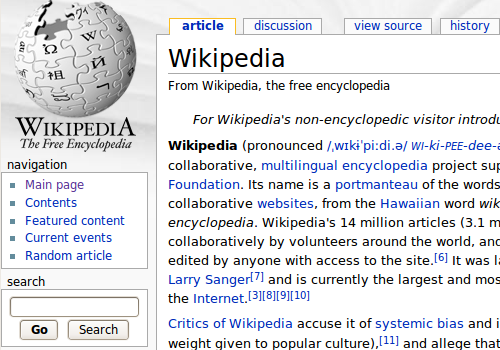 article discussion view source history
WIKIPEDIA
The Free Encyclopedia
navigation
Main page
Contents
Featured content
Current events
Random article
search
Go Search
Wikipedia
From Wikipedia, the free encyclopedia
For Wikipedia's non-encyclopedic visitor introdu
Wikipedia (pronounced /ˌwɪkɨˈpiːdi.ə/ WI-ki-PEE-dee-a
collaborative, multilingual encyclopedia project sup
Foundation. Its name is a portmanteau of the words
collaborative websites, from the Hawaiian word wik
encyclopedia. Wikipedia's 14 million articles (3.1 m
collaboratively by volunteers around the world, and
edited by anyone with access to the site.[6] It was la
Larry Sanger[7] and is currently the largest and mos
the Internet.[3][8][9][10]
Critics of Wikipedia accuse it of systemic bias and i
weight given to popular culture),[11] and allege that